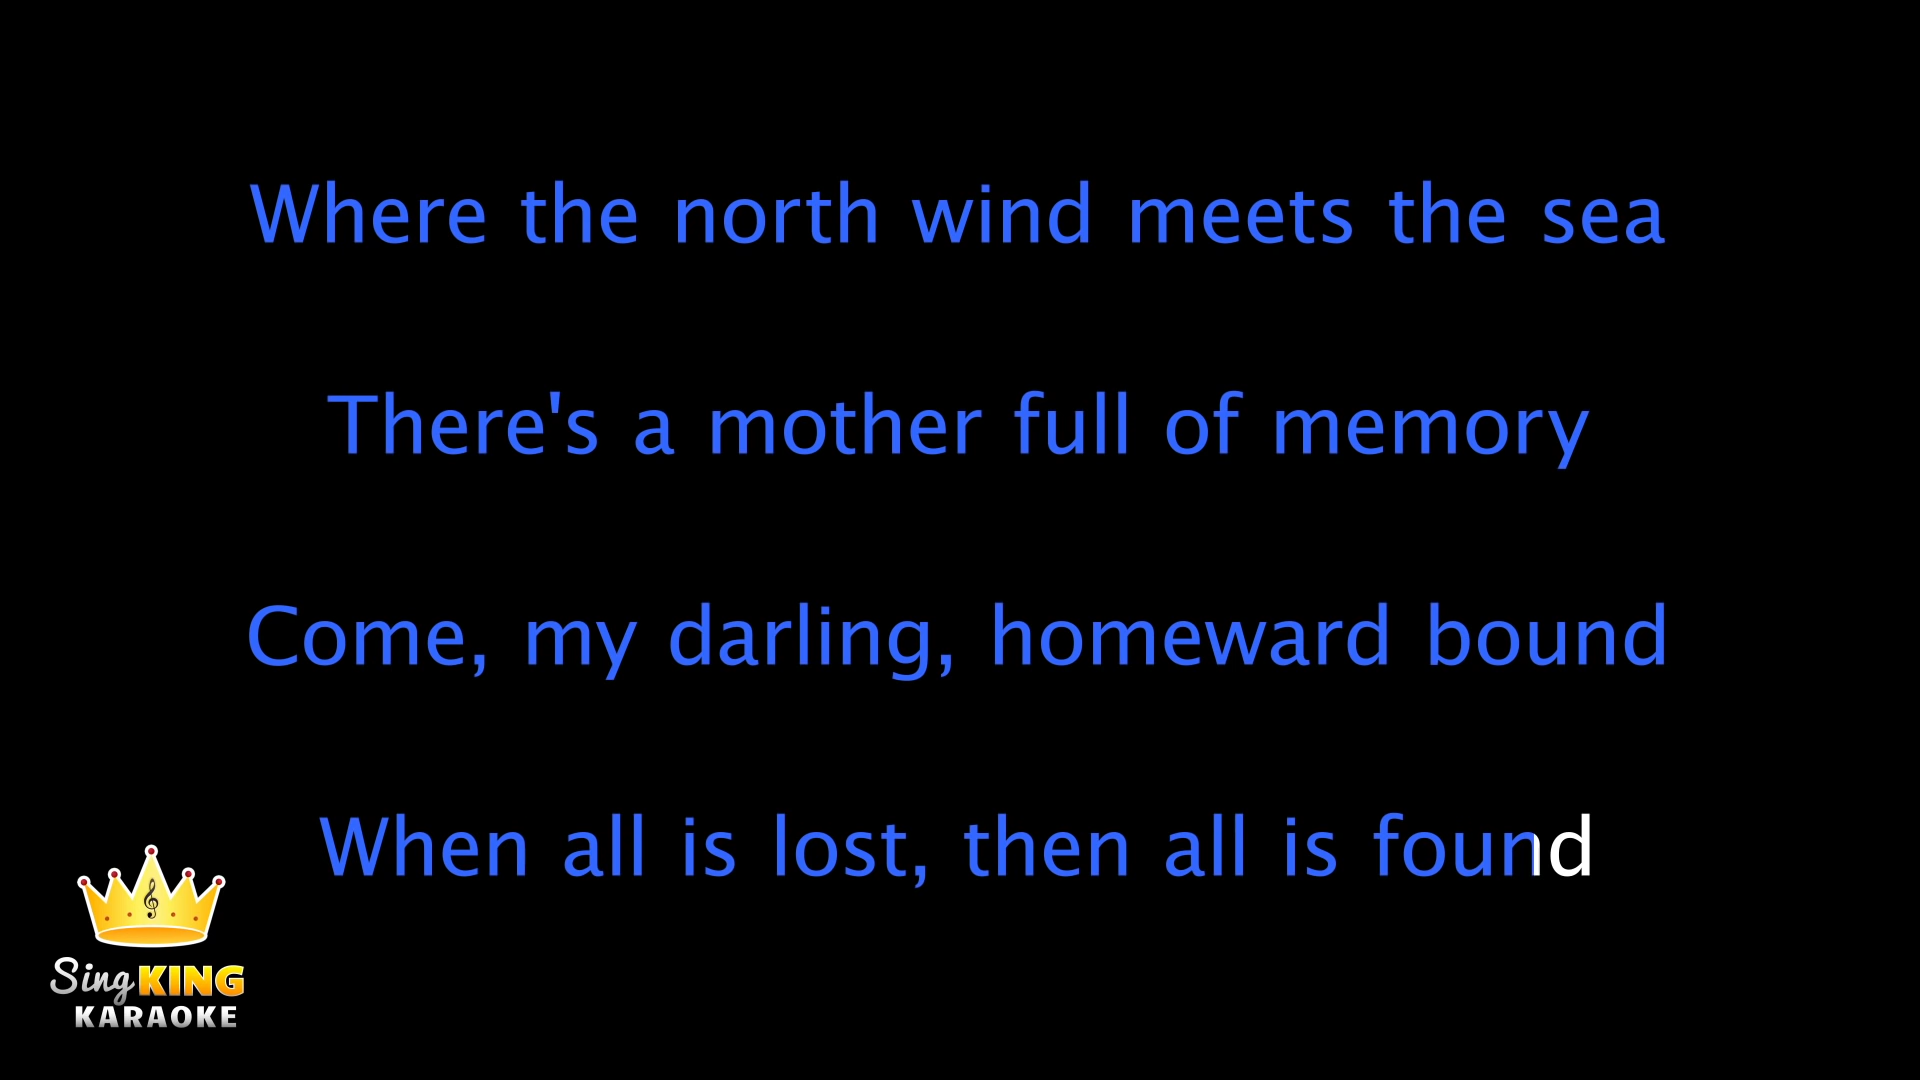 Where the north wind meets the sea
There's a mother full of memory
Come, my darling, homeward bound
When all is lost, then all is found
Sing KING
KARAOKE